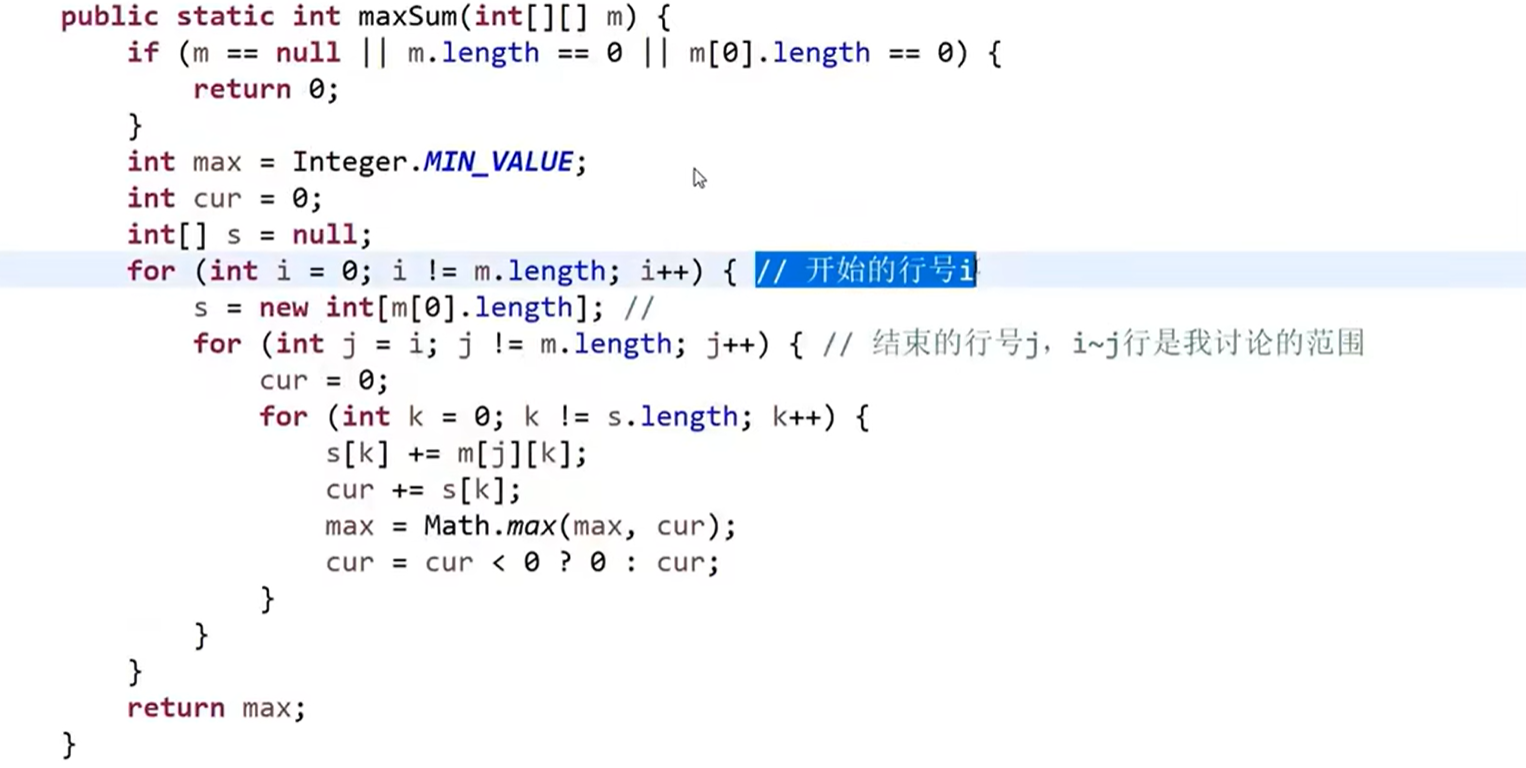 public static int maxSum(int[][] m) {
if (m == null || m.length == 0 || m[0].length == 0) {
return 0;
}
int max = Integer.MIN_VALUE;
int cur = 0;
int[] s = null;
for (int i = 0; i != m.length; i++) { // 开始的行号i
s = new int[m[0].length]; //
for (int j = i; j != m.length; j++) { // 结束的行号j，i~j行是我讨论的范围
cur = 0;
for (int k = 0; k != s.length; k++) {
s[k] += m[j][k];
cur += s[k];
max = Math.max(max, cur);
cur = cur < 0 ? 0 : cur;
}
}
}
return max;
}